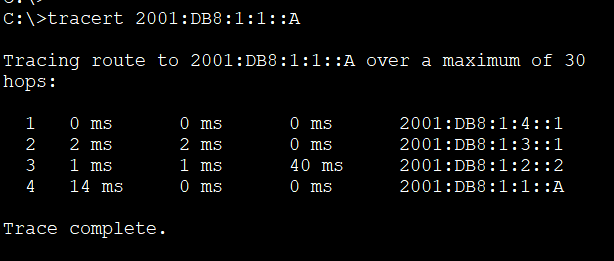 C:\>tracert 2001:DB8:1:1::A
Tracing route to 2001:DB8:1:1::A over a maximum of 30
hops:
1 0 ms 0 ms 0 ms 2001:DB8:1:4::1
2 2 ms 2 ms 0 ms 2001:DB8:1:3::1
3 1 ms 1 ms 40 ms 2001:DB8:1:2::2
4 14 ms 0 ms 0 ms 2001:DB8:1:1::A
Trace complete.